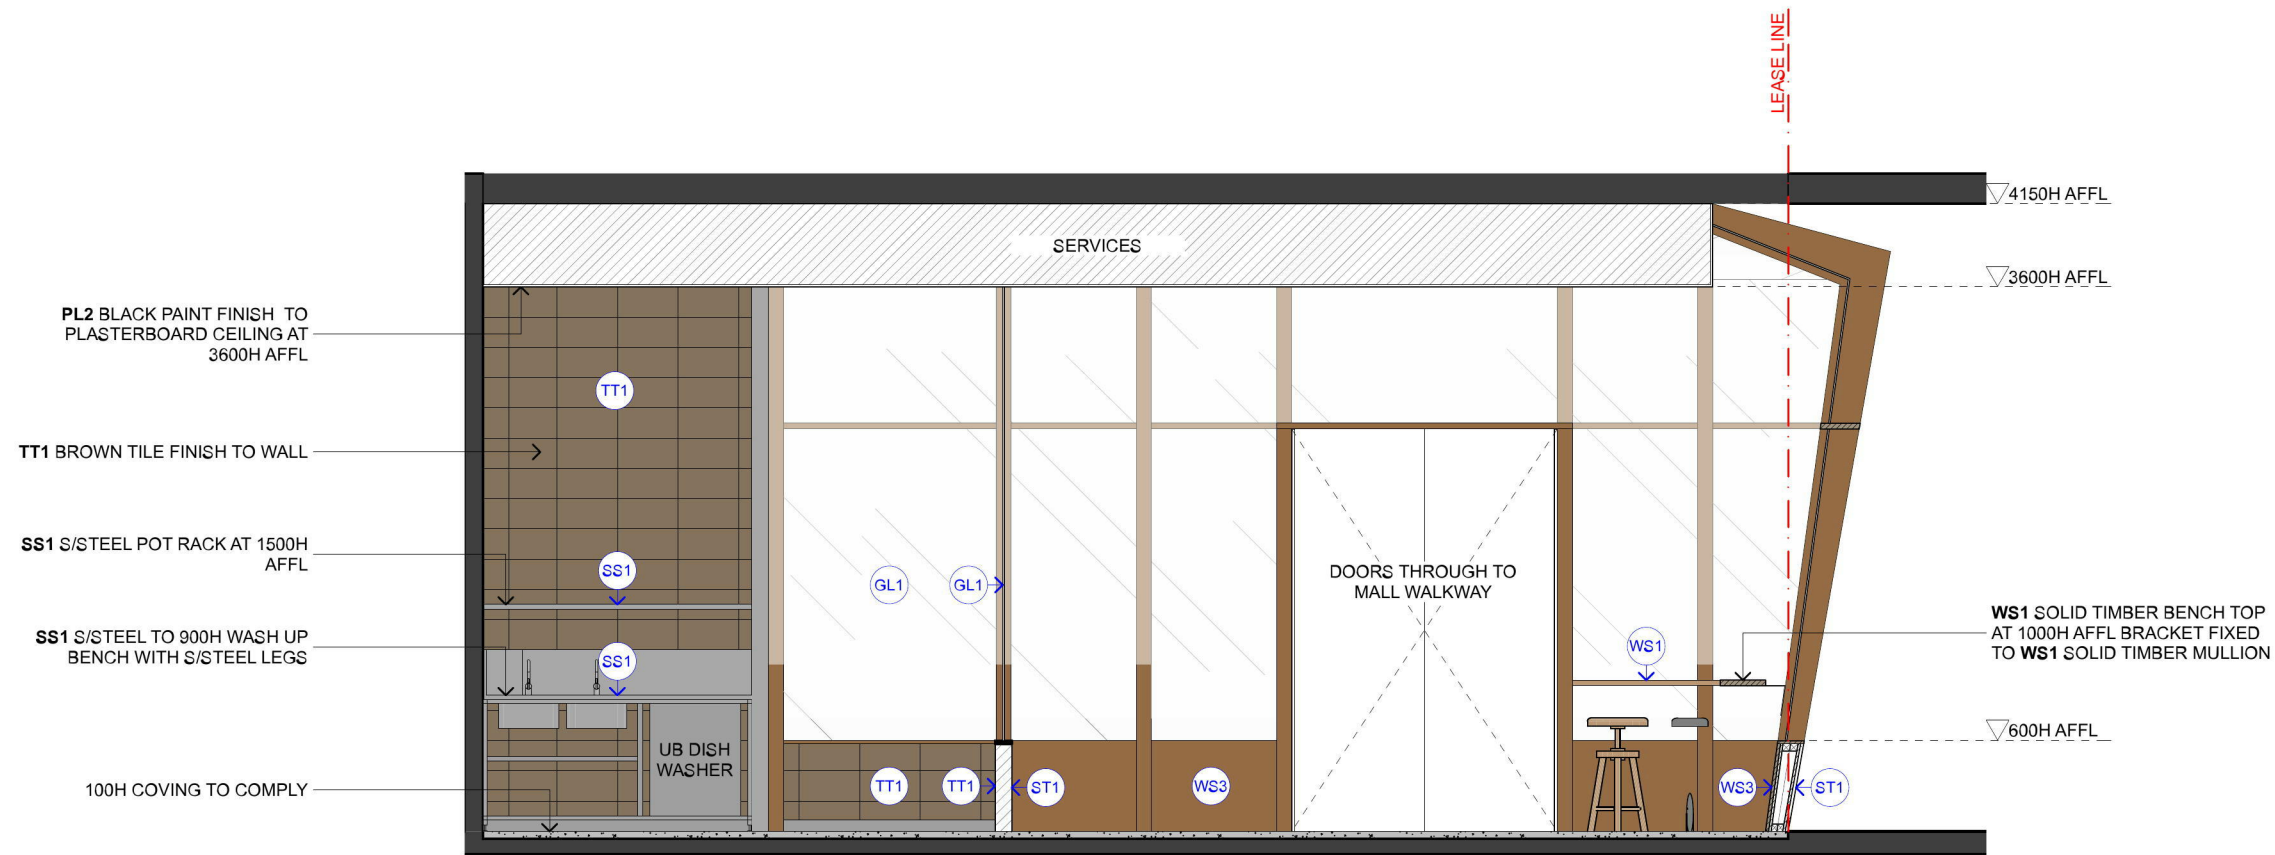 LEASE LINE
4150H AFFL
SERVICES
3600H AFFL
PL2 BLACK PAINT FINISH TO
PLASTERBOARD CEILING AT
3600H AFFL
TT1
TT1 BROWN TILE FINISH TO WALL
SS1 S/STEEL POT RACK AT 1500H
AFFL
SS1
GL1
GL1
DOORS THROUGH TO
MALL WALKWAY
SS1 S/STEEL TO 900H WASH UP
BENCH WITH S/STEEL LEGS
SS1
WS1
WS1 SOLID TIMBER BENCH TOP
AT 1000H AFFL BRACKET FIXED
TO WS1 SOLID TIMBER MULLION
600H AFFL
UB DISH
WASHER
100H COVING TO COMPLY
TT1
TT1
ST1
WS3
WS3
ST1